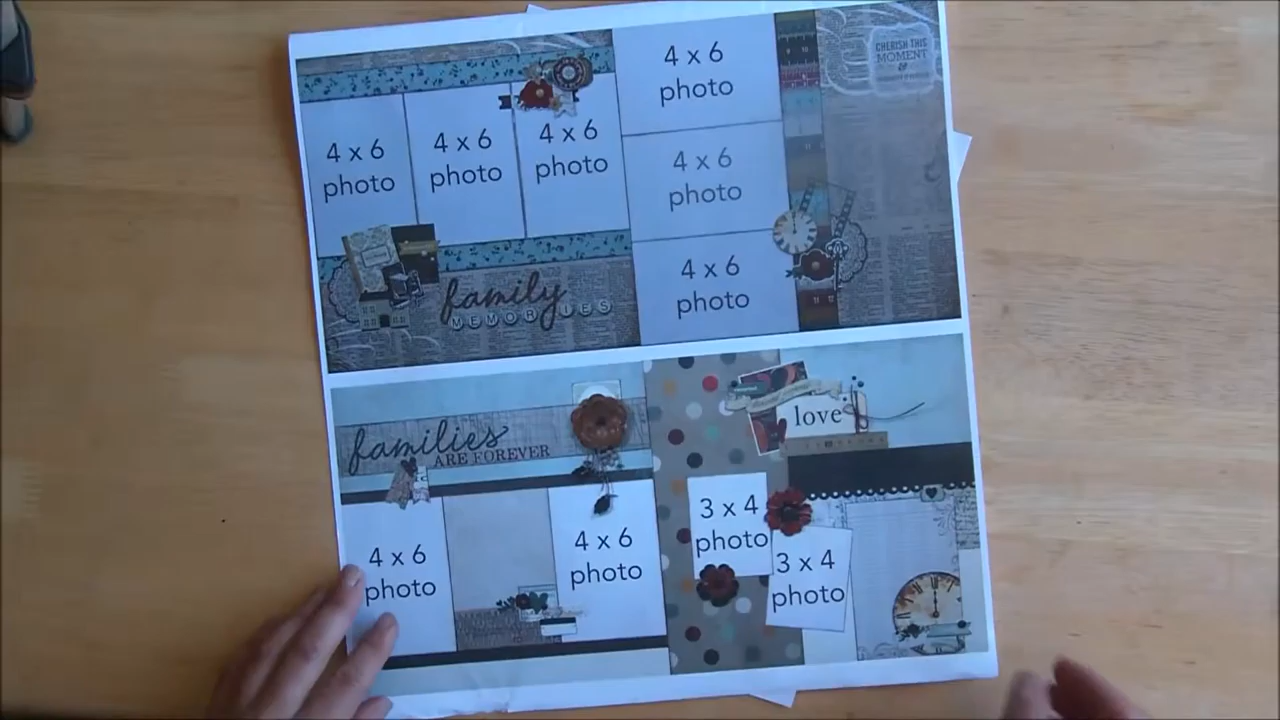 4 x 6
photo
4 x 6
photo
4 x 6
photo
4 x 6
photo
4 x 6
photo
4 x 6
photo
CHERISH THIS
MOMENT
&
family
MEMORIES
families
ARE FOREVER
4 x 6
photo
4 x 6
photo
love
3 x 4
photo
3 x 4
photo